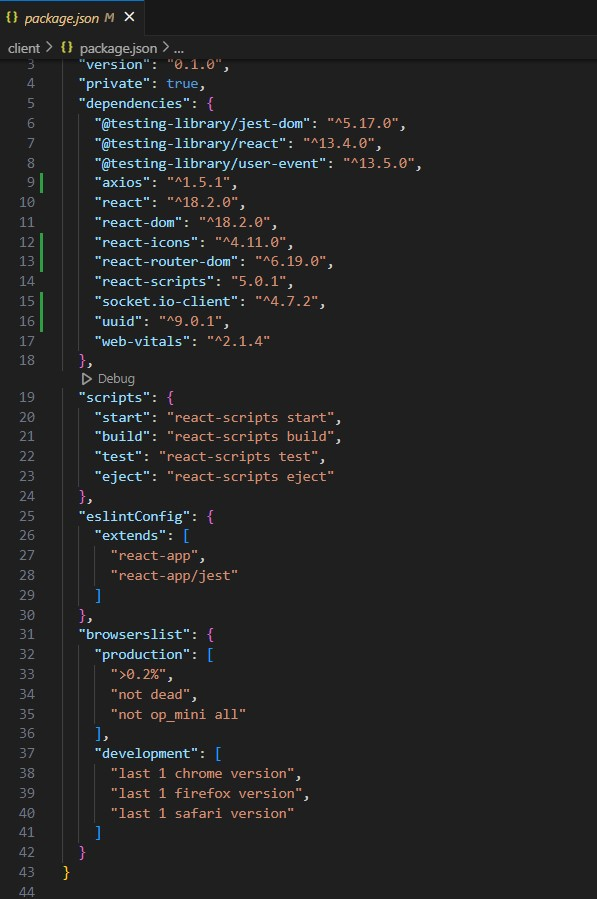 {} package.json M ×
client > {} package.json > ...
3 "version": "0.1.0",
4 "private": true,
5 "dependencies": {
6 "@testing-library/jest-dom": "^5.17.0",
7 "@testing-library/react": "^13.4.0",
8 "@testing-library/user-event": "^13.5.0",
9 "axios": "^1.5.1",
10 "react": "^18.2.0",
11 "react-dom": "^18.2.0",
12 "react-icons": "^4.11.0",
13 "react-router-dom": "^6.19.0",
14 "react-scripts": "5.0.1",
15 "socket.io-client": "^4.7.2",
16 "uuid": "^9.0.1",
17 "web-vitals": "^2.1.4"
18 },
Debug
19 "scripts": {
20 "start": "react-scripts start",
21 "build": "react-scripts build",
22 "test": "react-scripts test",
23 "eject": "react-scripts eject"
24 },
25 "eslintConfig": {
26 "extends": [
27 "react-app",
28 "react-app/jest"
29 ]
30 },
31 "browserslist": {
32 "production": [
33 ">0.2%",
34 "not dead",
35 "not op_mini all"
36 ],
37 "development": [
38 "last 1 chrome version",
39 "last 1 firefox version",
40 "last 1 safari version"
41 ]
42 }
43 }
44